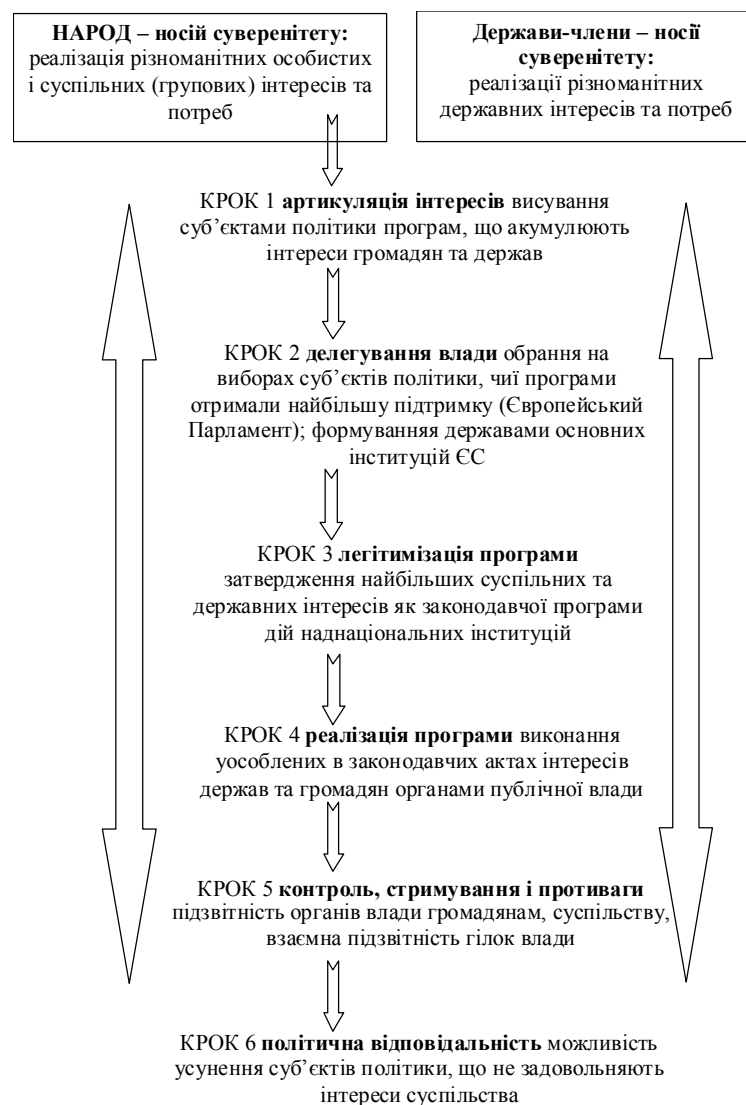 НАРОД – носій суверенітету:
реалізація різноманітних особистих
і суспільних (групових) інтересів та
потреб
Держави-члени – носії
суверенітету:
реалізації різноманітних
державних інтересів та потреб
КРОК 1 артикуляція інтересів висування
суб’єктами політики програм, що акумулюють
інтереси громадян та держав
КРОК 2 делегування влади обрання на
виборах суб’єктів політики, чиї програми
отримали найбільшу підтримку (Європейський
Парламент); формуванняя державами основних
інституцій ЄС
КРОК 3 легітимізація програми
затвердження найбільших суспільних та
державних інтересів як законодавчої програми
дій наднаціональних інституцій
КРОК 4 реалізація програми виконання
уособлених в законодавчих актах інтересів
держав та громадян органами публічної влади
КРОК 5 контроль, стримування і противаги
підзвітність органів влади громадянам, суспільству,
взаємна підзвітність гілок влади
КРОК 6 політична відповідальність можливість
усунення суб’єктів політики, що не задовольняють
інтереси суспільства